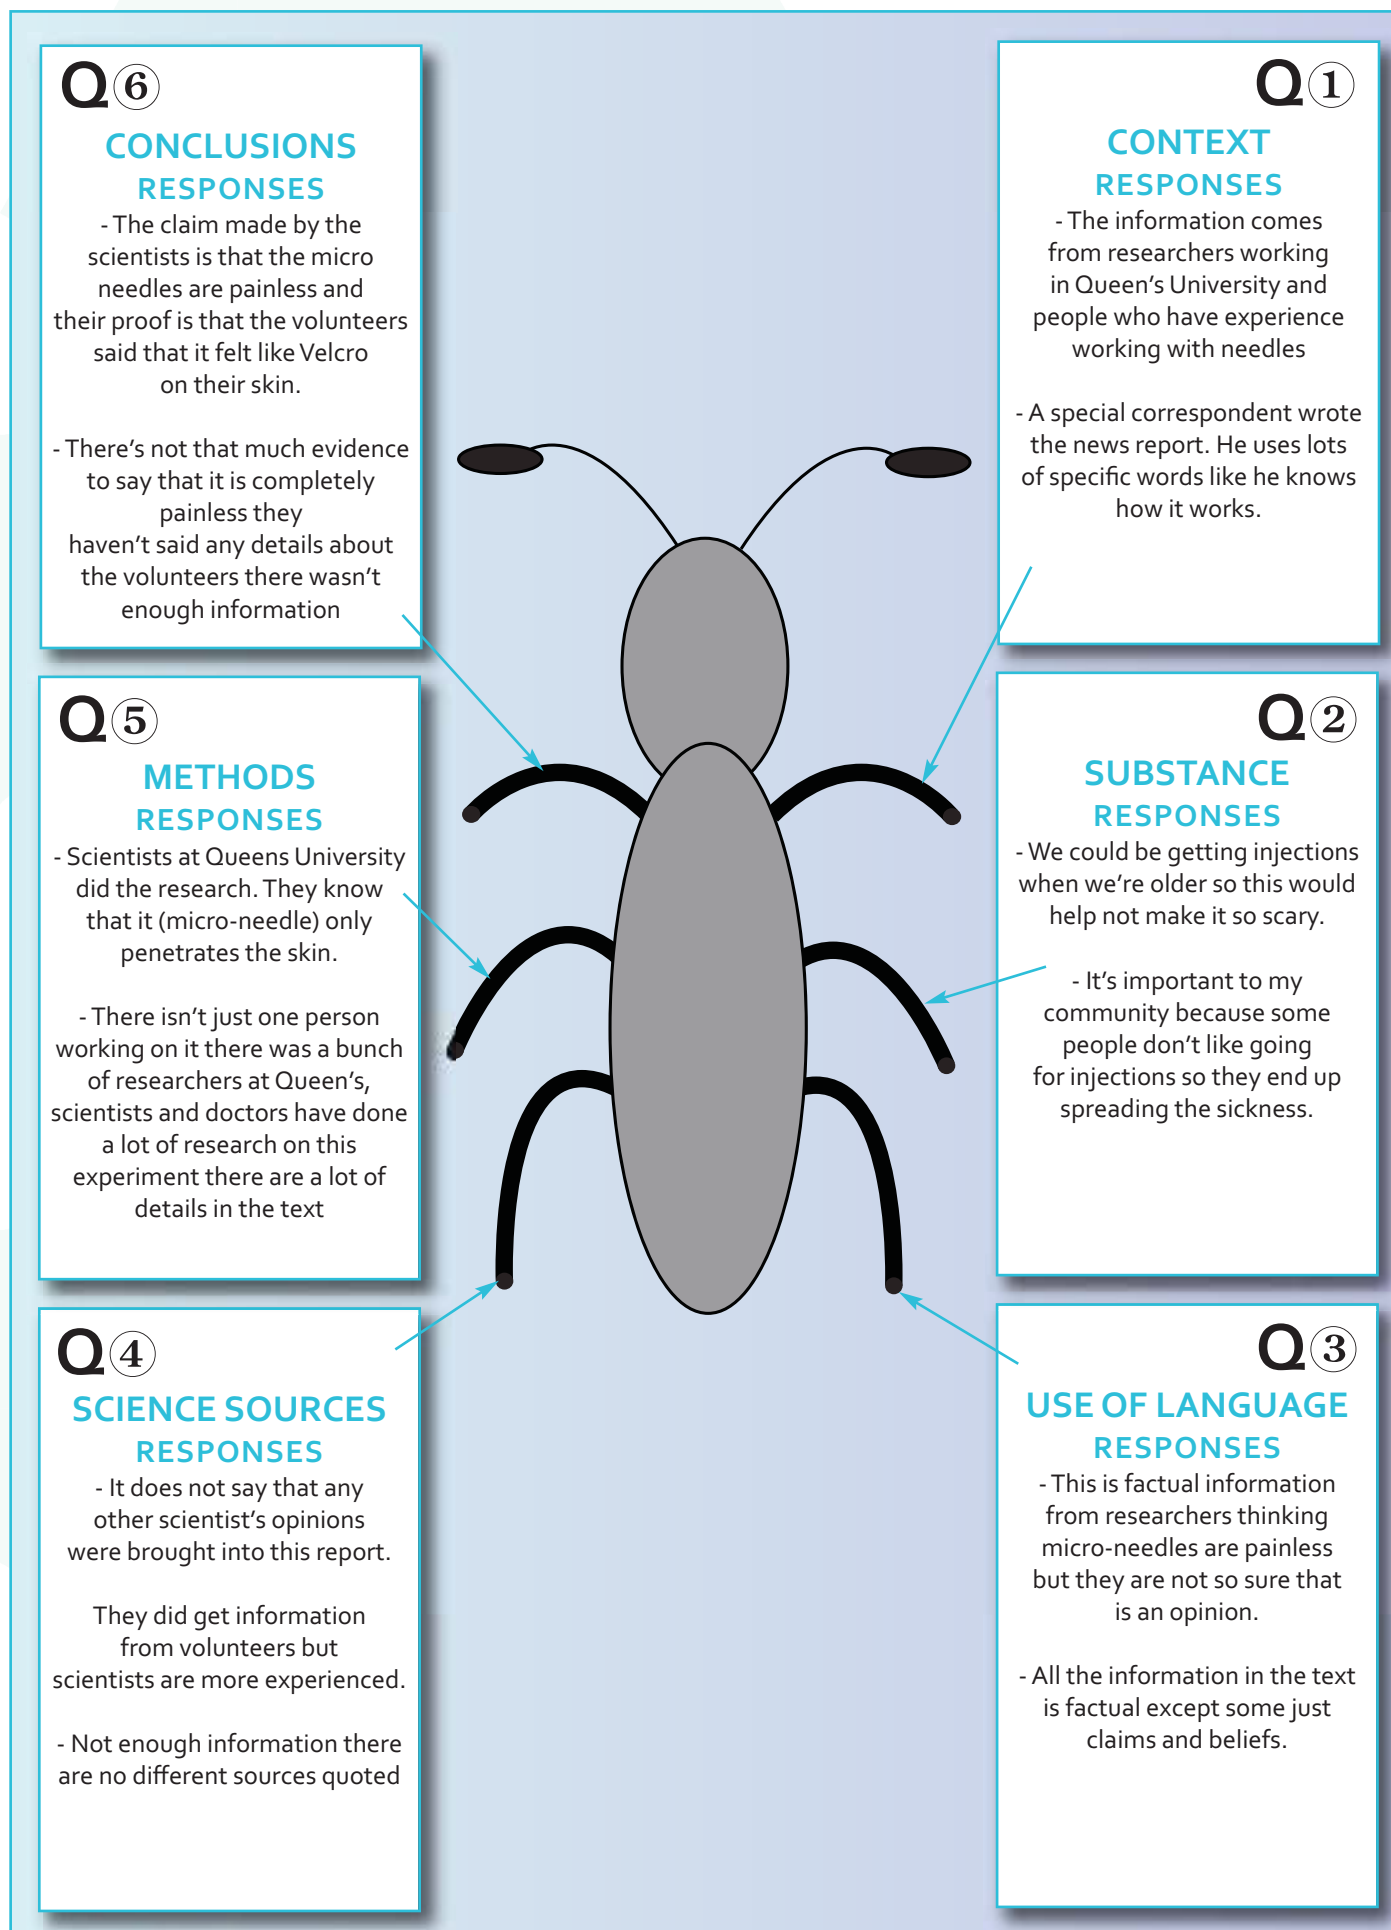 Q6
CONCLUSIONS
RESPONSES
- The claim made by the
scientists is that the micro
needles are painless and
their proof is that the volunteers
said that it felt like Velcro
on their skin.
- There's not that much evidence
to say that it is completely
painless they
haven't said any details about
the volunteers there wasn't
enough information
Q5
METHODS
RESPONSES
- Scientists at Queens University
did the research. They know
that it (micro-needle) only
penetrates the skin.
- There isn't just one person
working on it there was a bunch
of researchers at Queen's,
scientists and doctors have done
a lot of research on this
experiment there are a lot of
details in the text
Q4
SCIENCE SOURCES
RESPONSES
- It does not say that any
other scientist's opinions
were brought into this report.
They did get information
from volunteers but
scientists are more experienced.
- Not enough information there
are no different sources quoted
Q1
CONTEXT
RESPONSES
- The information comes
from researchers working
in Queen's University and
people who have experience
working with needles
- A special correspondent wrote
the news report. He uses lots
of specific words like he knows
how it works.
Q2
SUBSTANCE
RESPONSES
- We could be getting injections
when we're older so this would
help not make it so scary.
- It's important to my
community because some
people don't like going
for injections so they end up
spreading the sickness.
Q3
USE OF LANGUAGE
RESPONSES
- This is factual information
from researchers thinking
micro-needles are painless
but they are not so sure that
is an opinion.
- All the information in the text
is factual except some just
claims and beliefs.